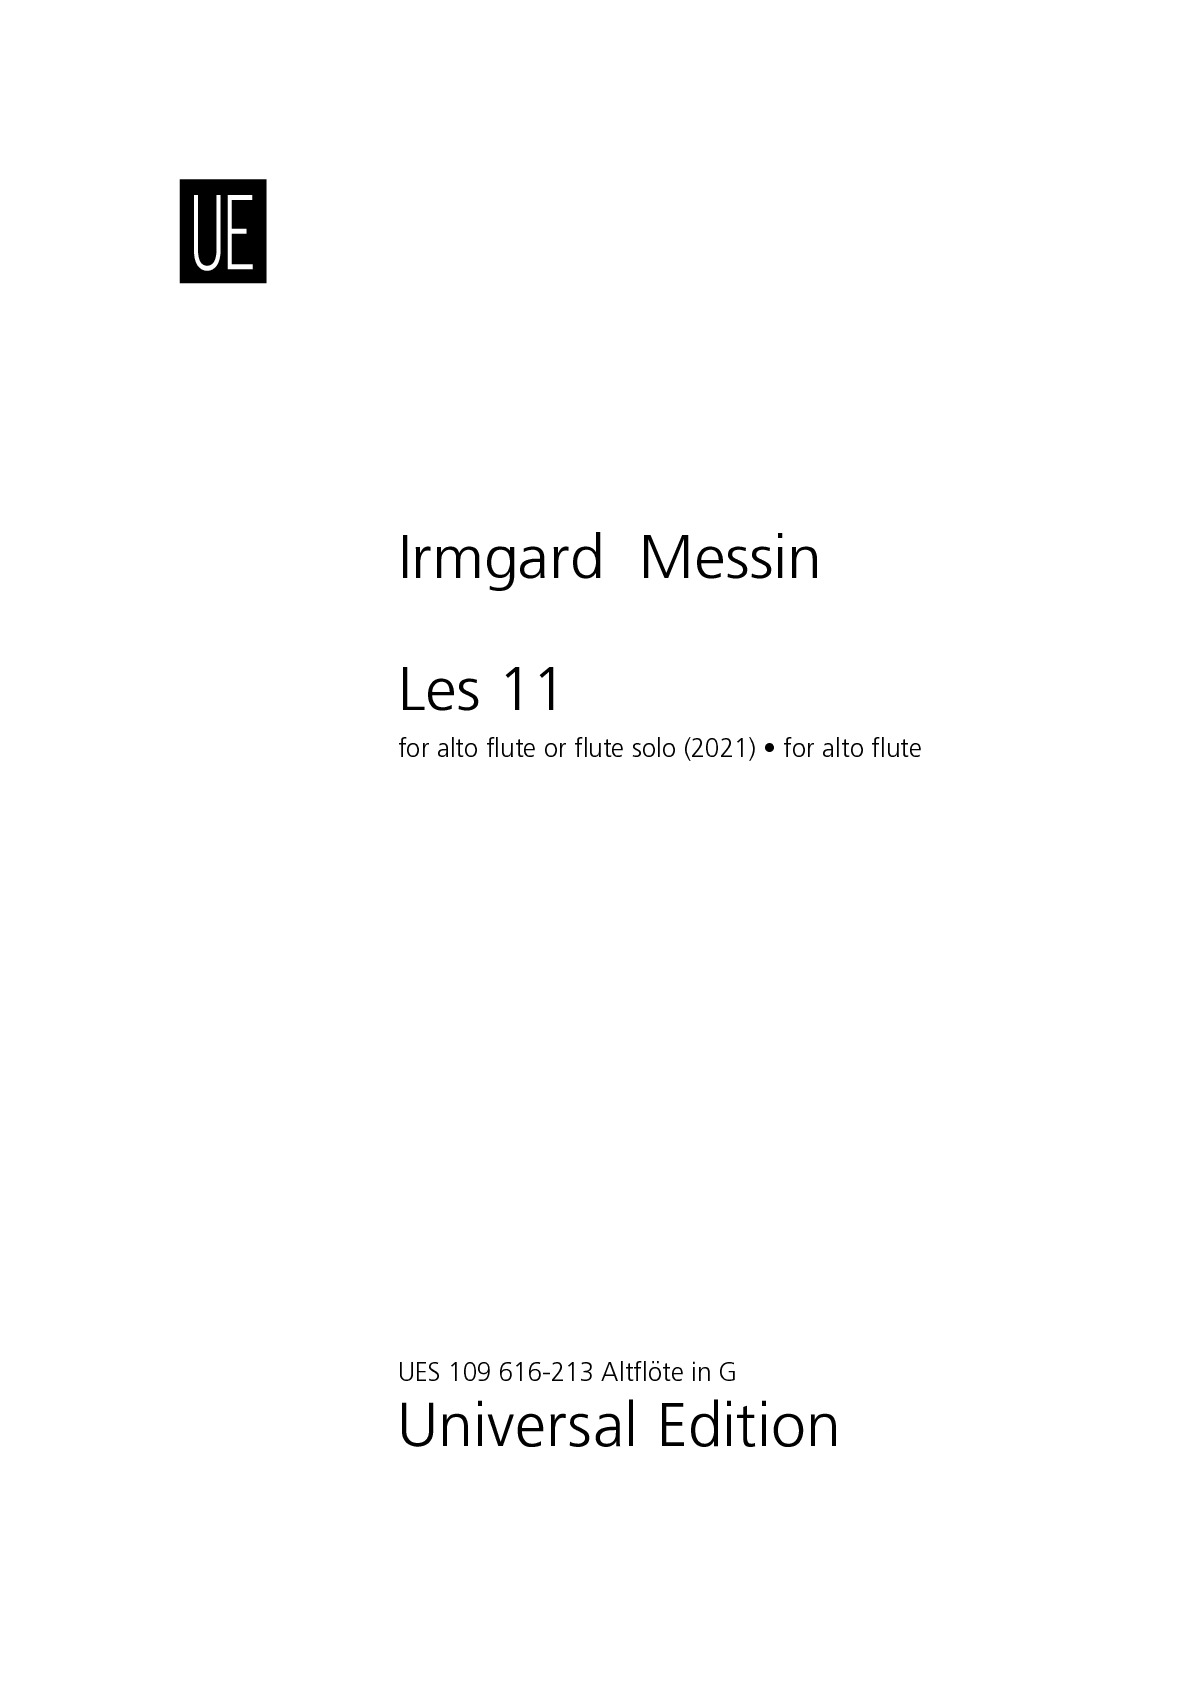 UE
Irmgard Messin
Les 11
for alto flute or flute solo (2021) • for alto flute
UES 109 616-213 Altflöte in G
Universal Edition